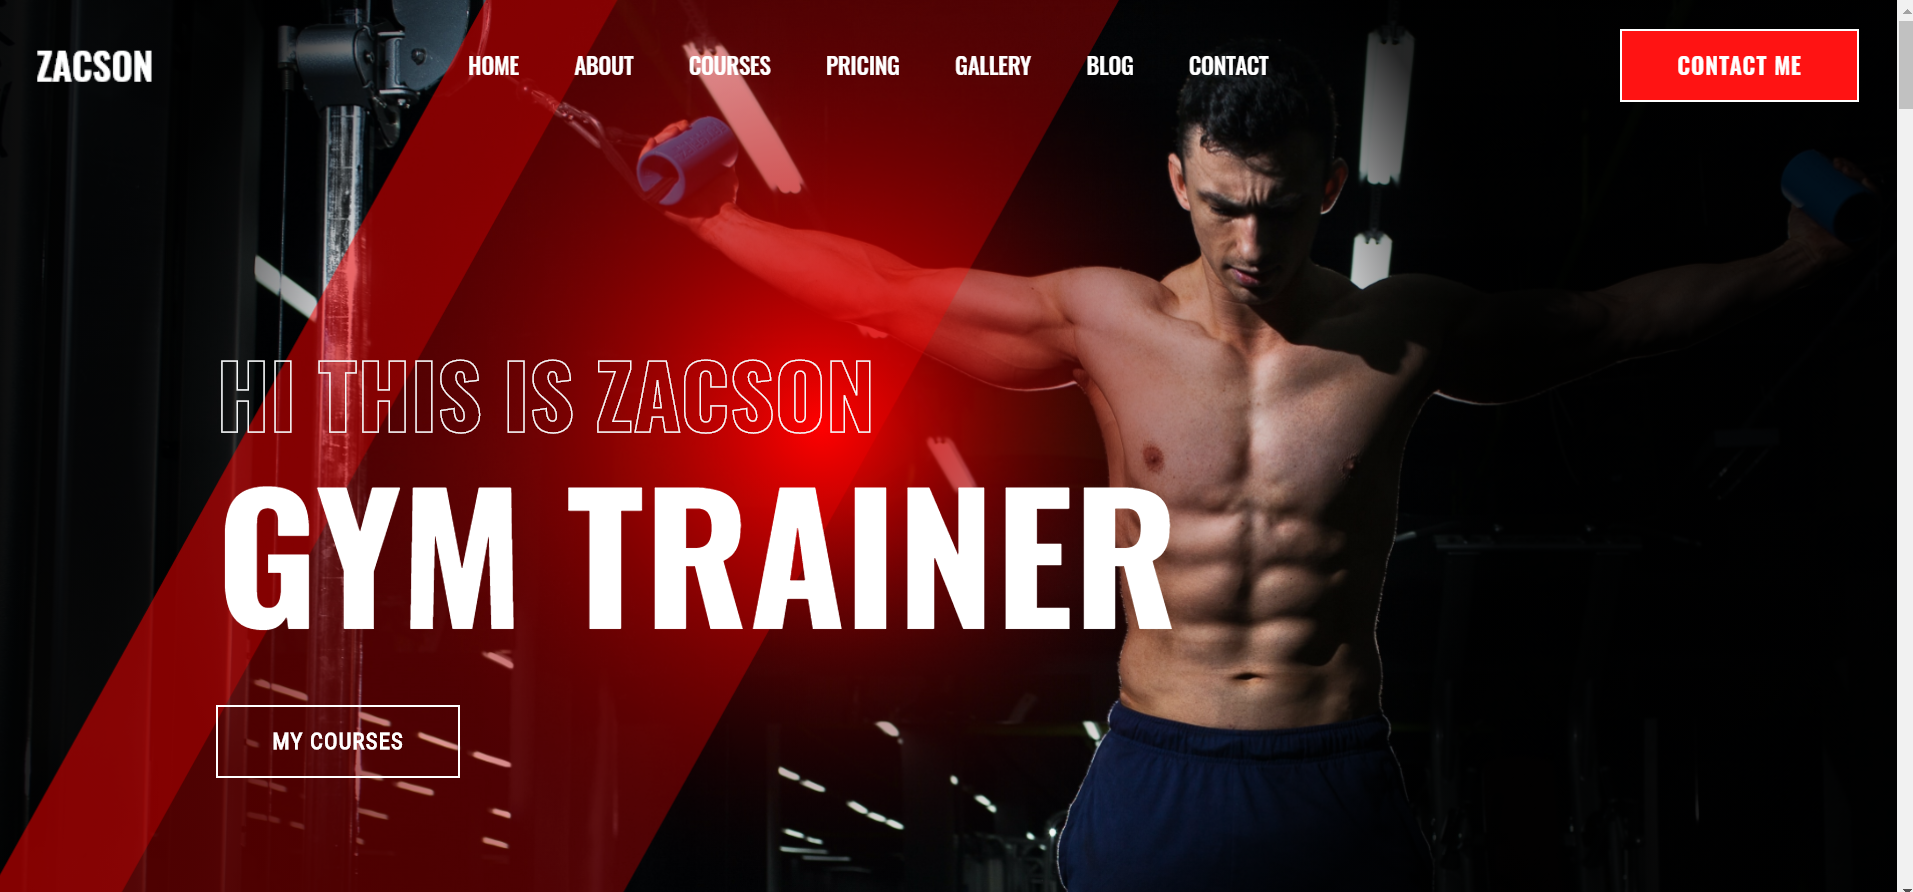 ZACSON
HOME ABOUT COURSES PRICING GALLERY BLOG CONTACT
CONTACT ME
HI THIS IS ZACSON
GYM TRAINER
MY COURSES